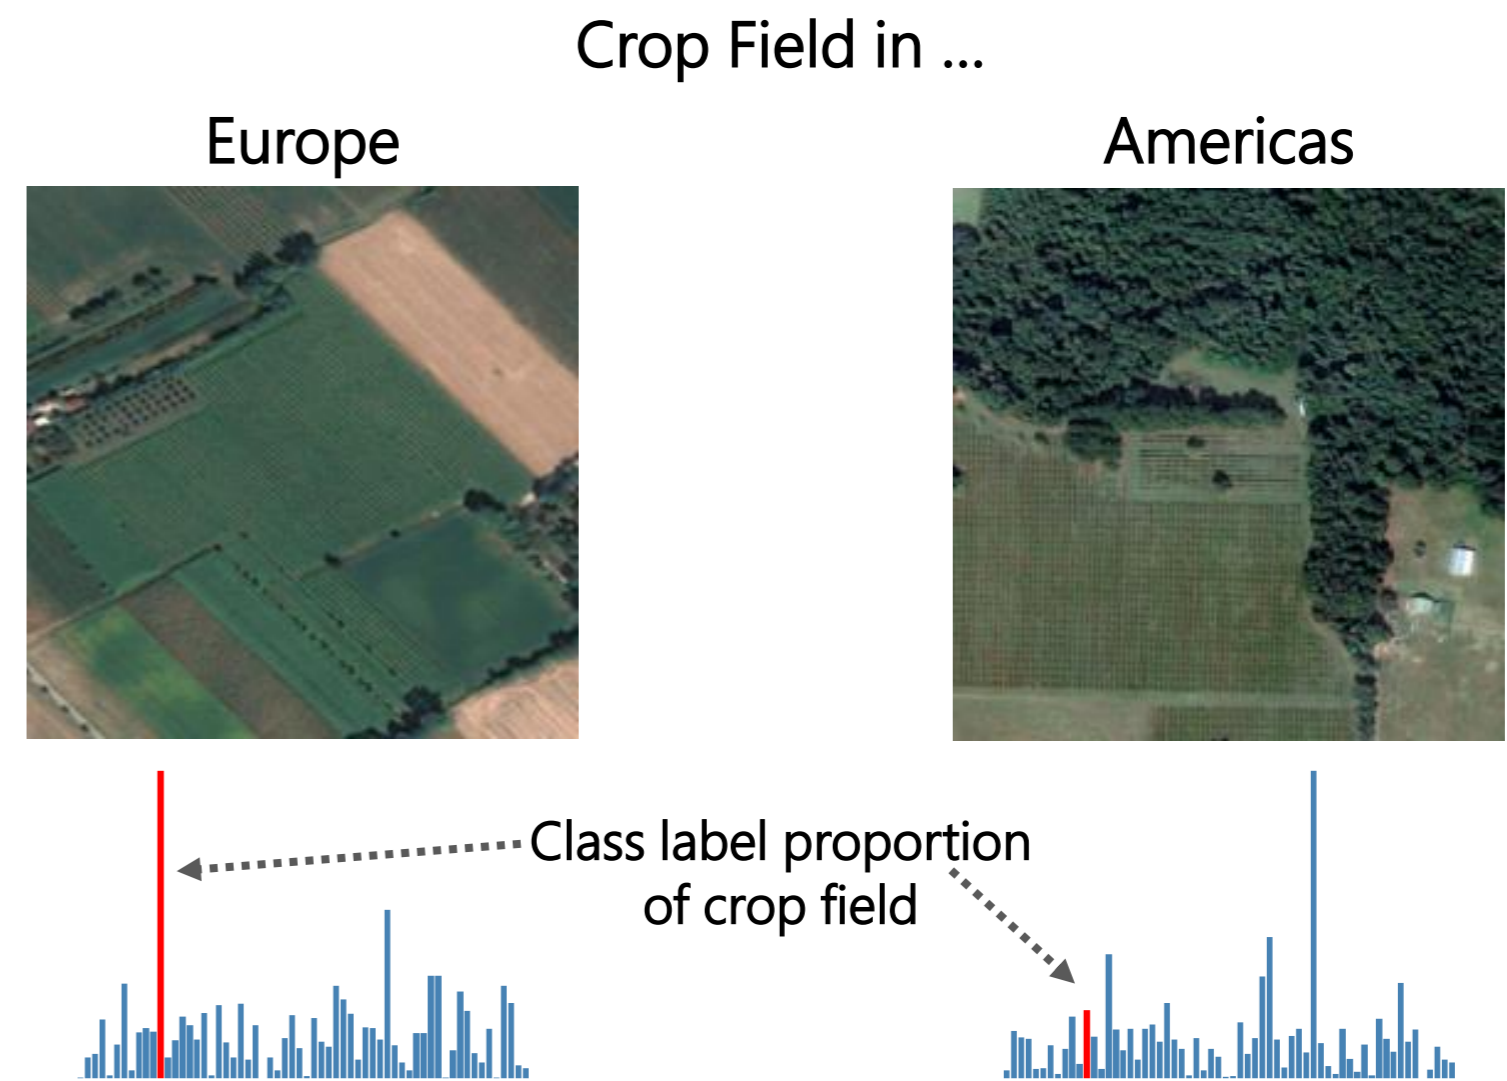 Crop Field in ...
Europe
Americas
Class label proportion
of crop field